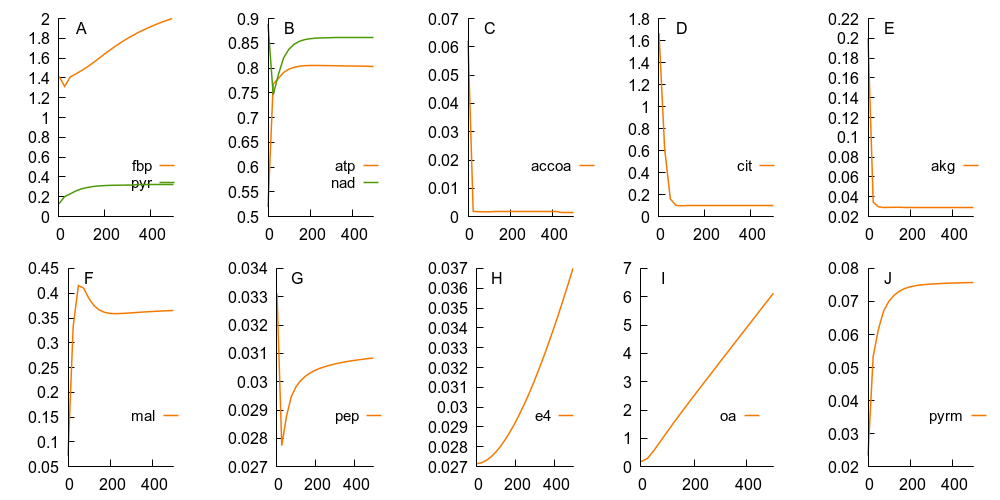 A
2
1.8
1.6
1.4
1.2
1
0.8
0.6
0.4
0.2
0
fbp
pyr
0 200 400
B
0.9
0.85
0.8
0.75
0.7
0.65
0.6
0.55
0.5
atp
nad
0 200 400
C
0.07
0.06
0.05
0.04
0.03
0.02
0.01
0
accoa
0 200 400
D
1.8
1.6
1.4
1.2
1
0.8
0.6
0.4
0.2
0
cit
0 200 400
E
0.22
0.2
0.18
0.16
0.14
0.12
0.1
0.08
0.06
0.04
0.02
akg
0 200 400
F
0.45
0.4
0.35
0.3
0.25
0.2
0.15
0.1
0.05
mal
0 200 400
G
0.034
0.033
0.032
0.031
0.03
0.029
0.028
0.027
pep
0 200 400
H
0.037
0.036
0.035
0.034
0.033
0.032
0.031
0.03
0.029
0.028
0.027
e4
0 200 400
I
7
6
5
4
3
2
1
0
oa
0 200 400
J
0.08
0.07
0.06
0.05
0.04
0.03
0.02
pyrm
0 200 400